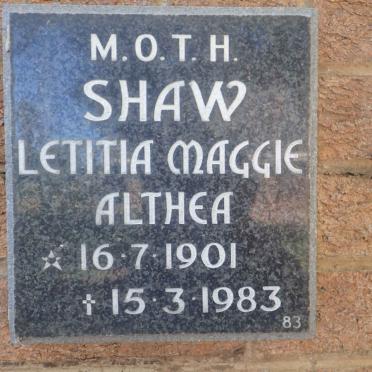 M.O.T.H.
SHAW
LETITIA MAGGIE
ALTHEA
☆ 16·7·1901
✝ 15·3·1983
83